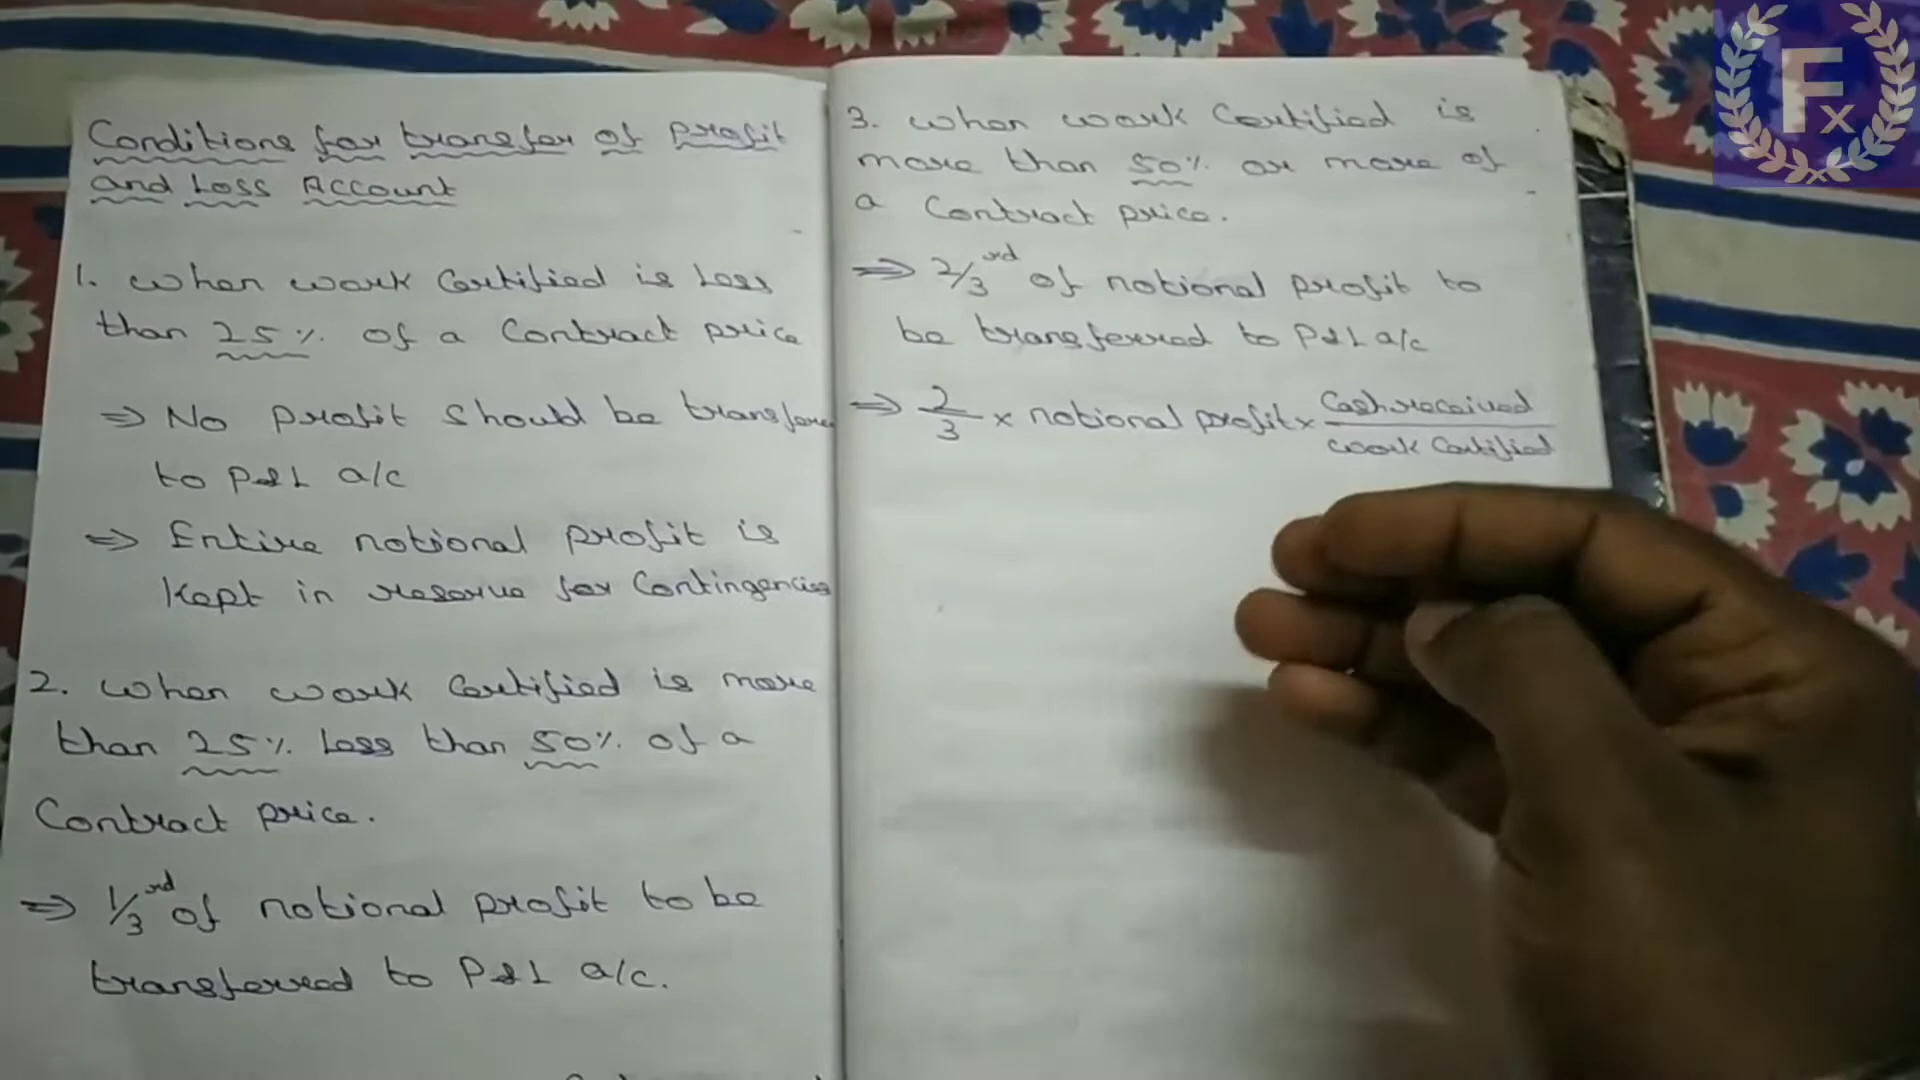 Conditions for transfer of Profit
and Loss Account
1. When work Certified is Less
than 25% of a Contract price
⇒ No Profit should be transfere
to P&L a/c
⇒ Entire notional profit is
Kept in reserve for Contingencies
2. When work Certified is more
than 25% Less than 50% of a
Contract price.
⇒ 1/3rd of notional profit to be
transferred to P&L a/c.
3. When work Certified is
more than 50% or more of
a Contract price.
⇒ 2/3rd of notional profit to
be transferred to P&L a/c
⇒ 2/3 x notional profit x Cash received / work Certified
Fx